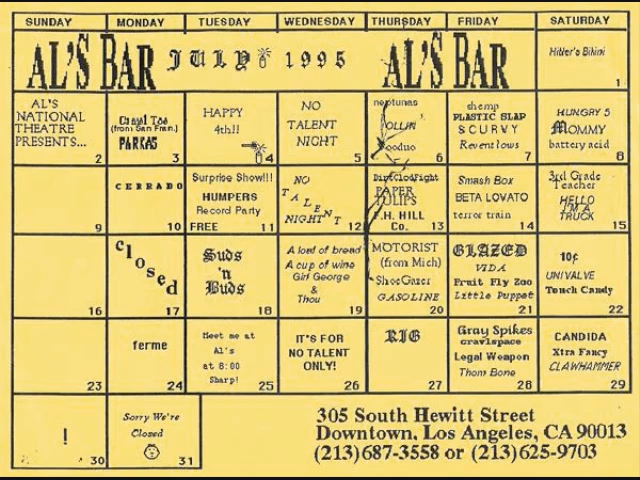 SUNDAY MONDAY TUESDAY WEDNESDAY THURSDAY FRIDAY SATURDAY
AL'S BAR JULY 1995 AL'S BAR
Hitler's Bikini
1
AL'S
NATIONAL
THEATRE
PRESENTS...
2
(from San Fran.)
PARKAS
3
HAPPY
4th!!
4
NO
TALENT
NIGHT
5
neptunas
6
shemp
PLASTIC SLAP
SCURVY
Reventlows
7
HUNGRY 5
MOMMY
battery acid
8
9
CERRADO
10
Surprise Show!!!
HUMPERS
Record Party
FREE
11
NO
TALENT
NIGHT
12
DirtClodFight
PAPER
TULIPS
F.H. HILL
Co.
13
Smash Box
BETA LOVATO
terror train
14
3rd Grade
Teacher
HELLO
I'M A
TRUCK
15
16
closed
17
Suds
'n
Buds
18
A loaf of bread
A cup of wine
Girl George
&
Thou
19
MOTORIST
(from Mich)
ShoeGazer
GASOLINE
20
GLAZED
VIDA
Fruit Fly Zoo
Little Puppet
21
10¢
UNIVALVE
Touch Candy
22
23
ferme
24
Meet me at
Al's
at 8:00
Sharp!
25
IT'S FOR
NO TALENT
ONLY!
26
RIG
27
Gray Spikes
crawlspace
Legal Weapon
Thom Bone
28
CANDIDA
Xtra Fancy
CLAWHAMMER
29
!
30
Sorry We're
Closed
31
305 South Hewitt Street
Downtown, Los Angeles, CA 90013
(213)687-3558 or (213)625-9703